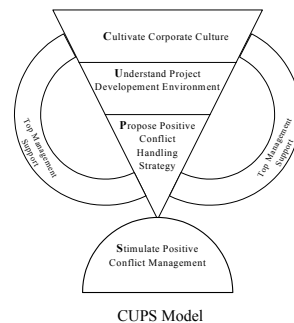 Cultivate Corporate Culture
Understand Project
Developement Environment
Propose Positive
Conflict
Handling
Strategy
Top Management
Support
Top Management
Support
Stimulate Positive
Conflict Management
CUPS Model